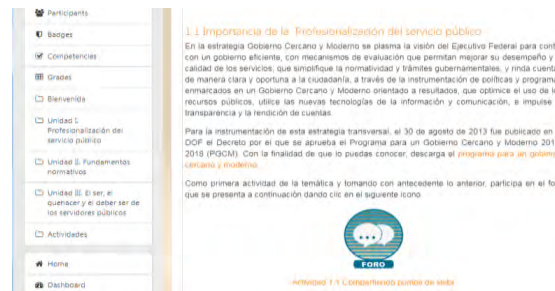 Participants
Badges
Competencies
Grades
Bienvenida
Unidad I.
Profesionalización del
servicio público
Unidad II. Fundamentos
normativos
Unidad III. El ser, el
quehacer y el deber ser de
los servidores públicos
Actividades
Home
Dashboard
1.1 Importancia de la Profesionalización del servicio público
En la estrategia Gobierno Cercano y Moderno se plasma la visión del Ejecutivo Federal para cont
con un gobierno eficiente, con mecanismos de evaluación que permitan mejorar su desempeño y
calidad de los servicios, que simplifique la normatividad y trámites gubernamentales, y rinda cuenta
de manera clara y oportuna a la ciudadanía, a través de la instrumentación de políticas y programa
enmarcados en un Gobierno Cercano y Moderno orientado a resultados, que optimice el uso de lo
recursos públicos, utilice las nuevas tecnologías de la información y comunicación, e impulse
transparencia y la rendición de cuentas.
Para la instrumentación de esta estrategia transversal, el 30 de agosto de 2013 fue publicado en
DOF el Decreto por el que se aprueba el Programa para un Gobierno Cercano y Moderno 201
2018 (PGCM). Con la finalidad de que lo puedas conocer, descarga el programa para un gobierno
cercano y moderno.
Como primera actividad de la temática y tomando con antecedente lo anterior, participa en el fo
que se presenta a continuación dando clic en el siguiente icono.
FORO
Actividad 1.1 Compartiendo puntos de vista